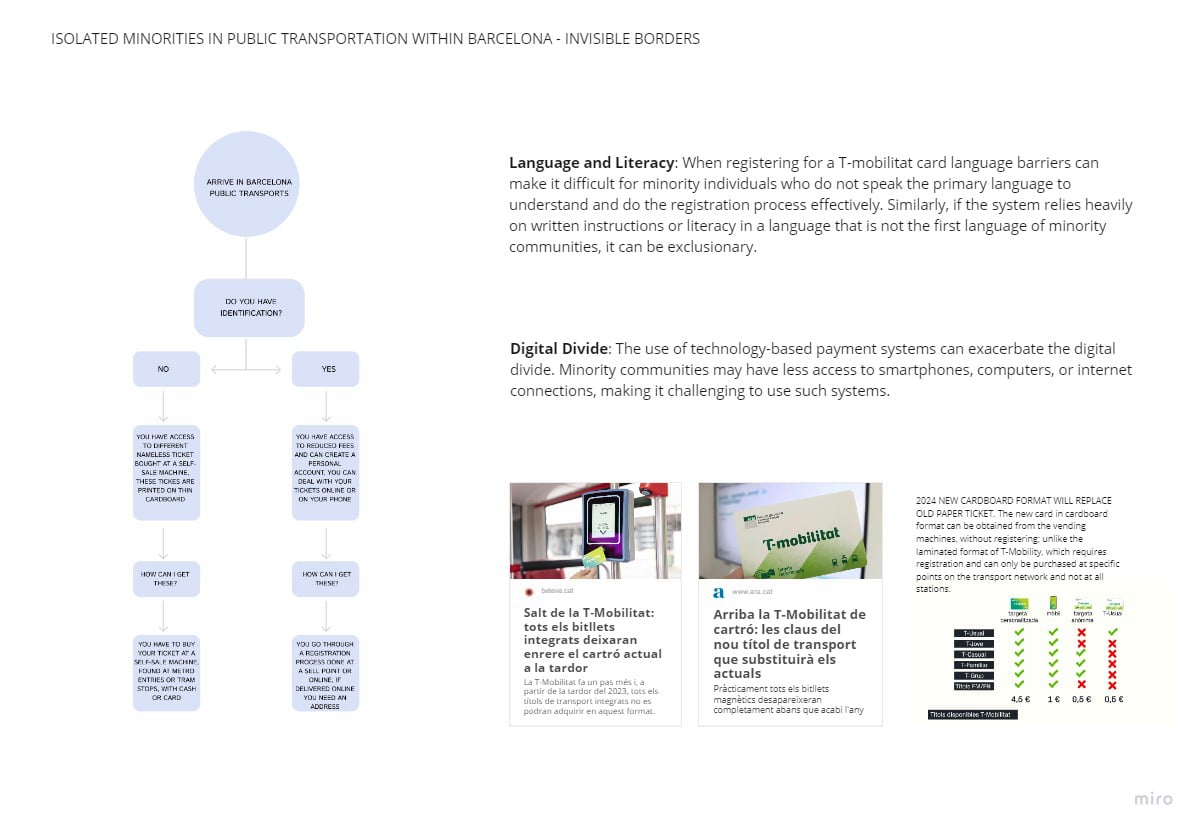 ISOLATED MINORITIES IN PUBLIC TRANSPORTATION WITHIN BARCELONA - INVISIBLE BORDERS
ARRIVE IN BARCELONA
PUBLIC TRANSPORTS
DO YOU HAVE
IDENTIFICATION?
NO
YES
YOU HAVE ACCESS
TO DIFFERENT
NAMELESS TICKET
BOUGHT AT A SELF-
SALE MACHINE,
THESE TICKES ARE
PRINTED ON THIN
CARDBOARD
YOU HAVE ACCESS
TO REDUCED FEES
AND CAN CREATE A
PERSONAL
ACCOUNT, YOU CAN
DEAL WITH YOUR
TICKETS ONLINE OR
ON YOUR PHONE
HOW CAN I GET
THESE?
HOW CAN I GET
THESE?
YOU HAVE TO BUY
YOUR TICKET AT A
SELF-SALE MACHINE,
FOUND AT METRO
ENTRIES OR TRAM
STOPS, WITH CASH
OR CARD
YOU GO THROUGH
A REGISTRATION
PROCESS DONE AT
A SELL POINT OR
ONLINE, IF
DELIVERED ONLINE
YOU NEED AN
ADDRESS
Language and Literacy: When registering for a T-mobilitat card language barriers can
make it difficult for minority individuals who do not speak the primary language to
understand and do the registration process effectively. Similarly, if the system relies heavily
on written instructions or literacy in a language that is not the first language of minority
communities, it can be exclusionary.
Digital Divide: The use of technology-based payment systems can exacerbate the digital
divide. Minority communities may have less access to smartphones, computers, or internet
connections, making it challenging to use such systems.
beteve.cat
Salt de la T-Mobilitat:
tots els bitllets
integrats deixaran
enrere el cartró actual
a la tardor
La T-Mobilitat fa un pas més i, a
partir de la tardor del 2023, tots els
títols de transport integrats no es
podran adquirir en aquest format.
T-mobilitat
a
www.ara.cat
Arriba la T-Mobilitat de
cartró: les claus del
nou títol de transport
que substituirà els
actuals
Pràcticament tots els bitllets
magnètics desapareixeran
completament abans que acabi l'any
2024 NEW CARDBOARD FORMAT WILL REPLACE
OLD PAPER TICKET. The new card in cardboard
format can be obtained from the vending
machines, without registering; unlike the
laminated format of T-Mobility, which requires
registration and can only be purchased at specific
points on the transport network and not at all
stations.
targeta personalitzada
mòbil
targeta anònima
T-Usual
T-Usual
T-Jove
T-Casual
T-Familiar
T-Grup
Títols FM/FN
4,5 € 1 € 0,5 € 0,5 €
Títols disponibles T-Mobilitat
miro